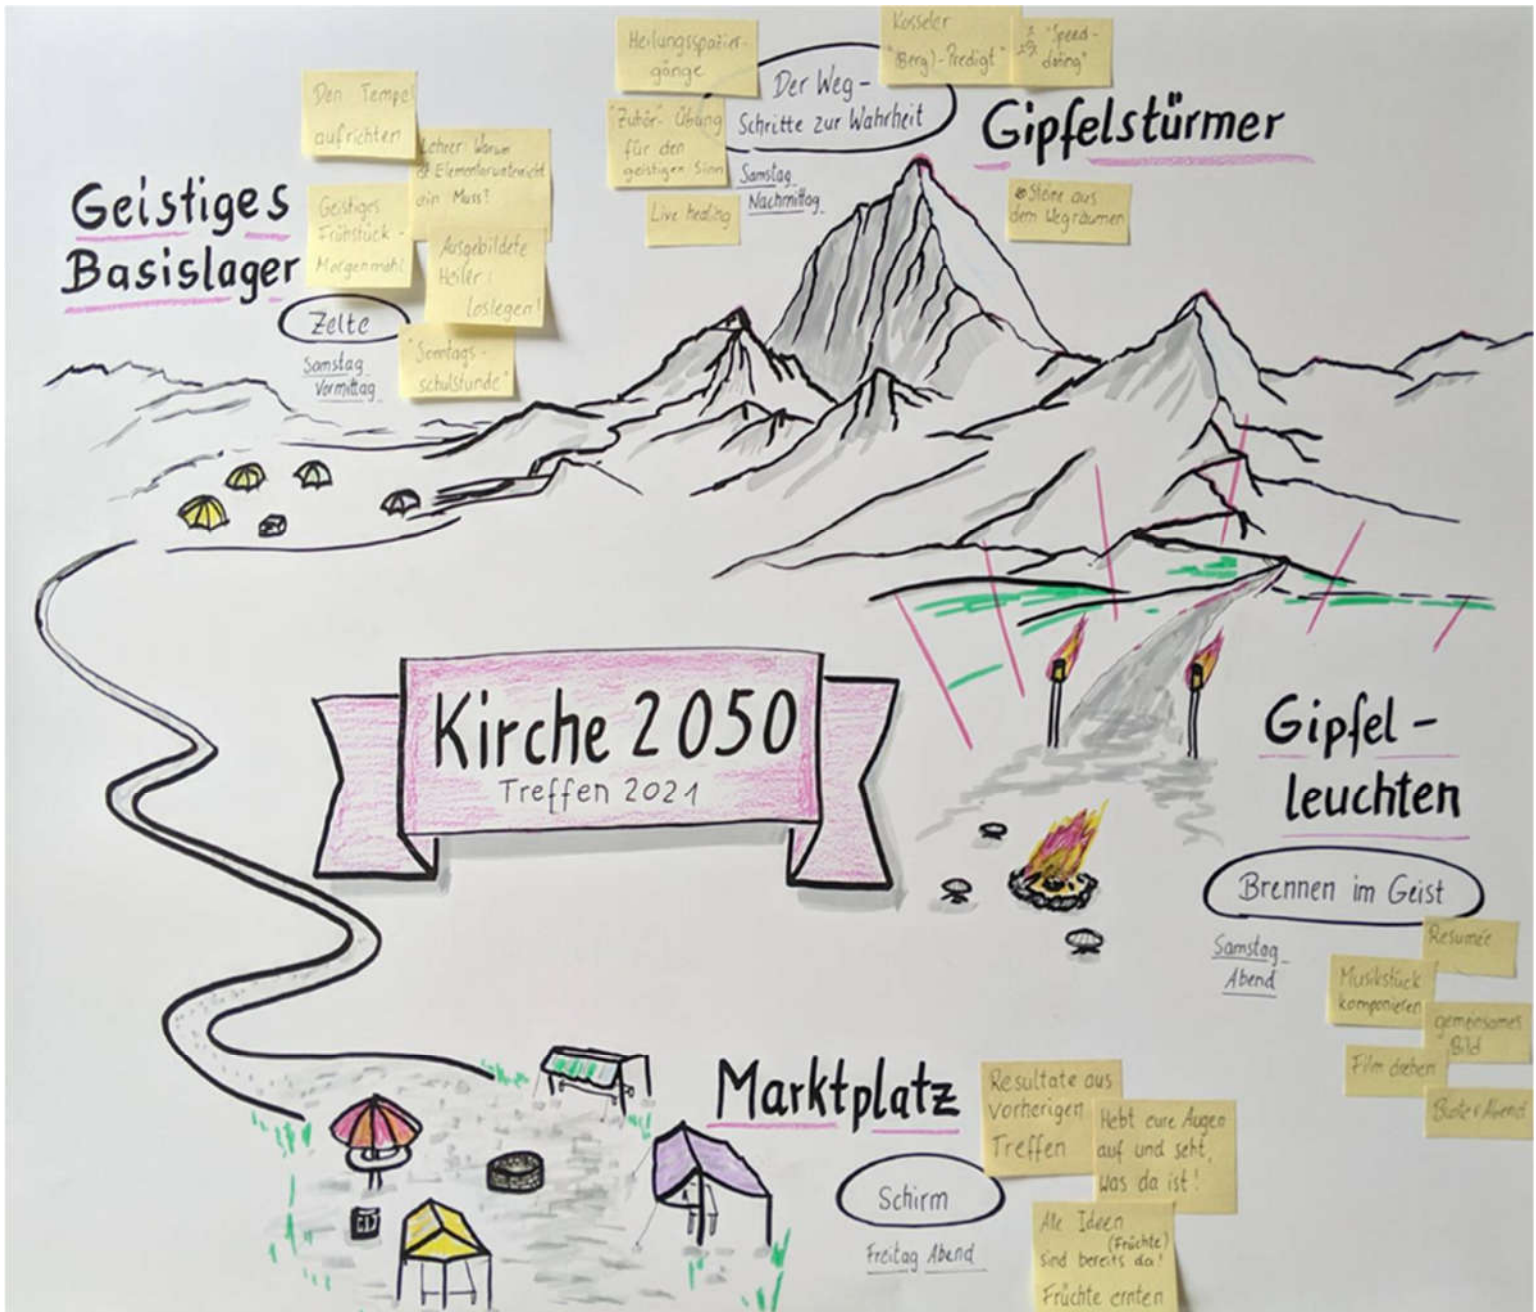 Heilungsspazier-
gänge
"Zuhör"- Übung
für den
geistigen Sinn
Live healing
Der Weg -
Schritte zur Wahrheit
Samstag
Nachmittag
Kosseler
"(Berg)-Predigt"
"Speed-
dating"
Gipfelstürmer
Steine aus
dem Weg räumen
Geistiges
Basislager
Den Tempel
aufrichten
Lehrer Warum
Elementarunterricht
ein Muss?
Geistiges
Frühstück -
Morgenmahl
Ausgebildete
Heiler:
loslegen!
Zelte
Samstag
Vormittag
"Sonntags-
schulstunde"
Kirche 2050
Treffen 2021
Gipfel-
leuchten
Brennen im Geist
Samstag
Abend
Resumée
Musikstück
komponieren
gemeinsames
Bild
Film drehen
Bunter Abend
Marktplatz
Schirm
Freitag Abend
Resultate aus
vorherigen
Treffen
Hebt eure Augen
auf und seht,
was da ist!
Alle Ideen
(Früchte)
sind bereits da!
Früchte ernten